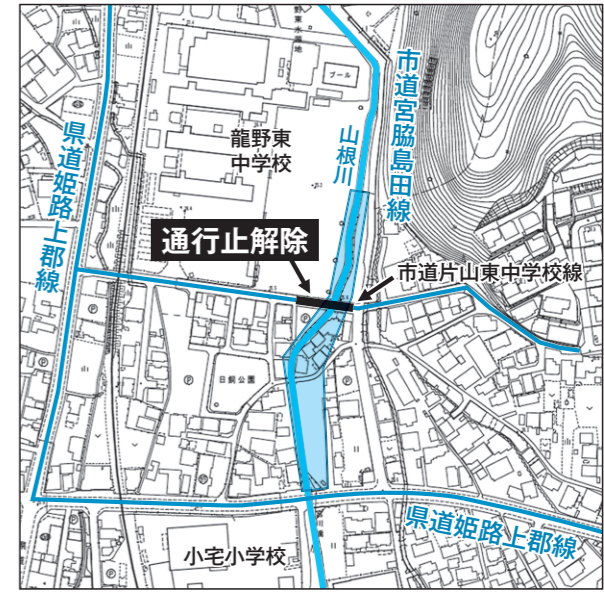 プール
市道宮脇島田線
山根川
龍野東
中学校
県道姫路上郡線
通行止解除
市道片山東中学校線
P
P
P
P
日飼公園
P
県道姫路上郡線
小宅小学校